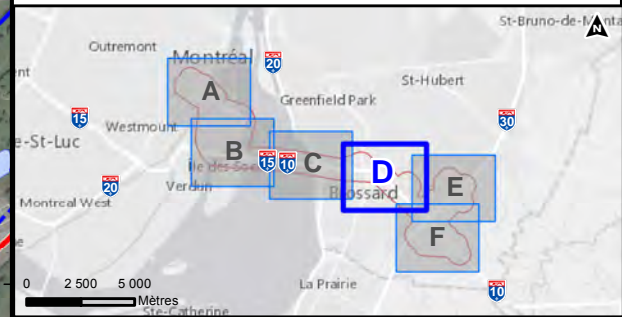 St-Bruno-de-Monta
Outremont
Montréal
20
St-Hubert
A
Greenfield Park
30
15
e-St-Luc
Westmount
B
15
10
C
D
E
Île des Soe
Brossard
20
Verdun
Montreal West
F
La Prairie
10
0 2 500 5 000
Mètres
Ste-Catherine